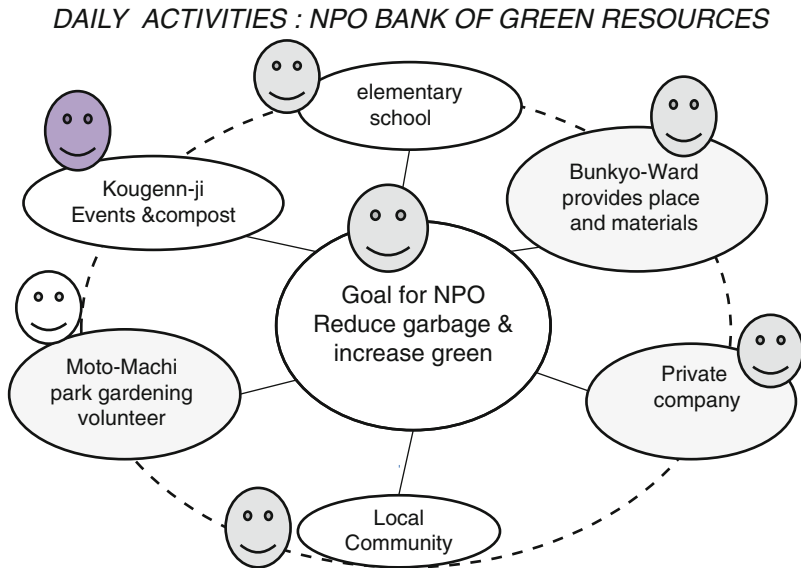 DAILY ACTIVITIES : NPO BANK OF GREEN RESOURCES
elementary
school
Bunkyo-Ward
provides place
and materials
Kougenn-ji
Events &compost
Goal for NPO
Reduce garbage &
increase green
Moto-Machi
park gardening
volunteer
Private
company
Local
Community